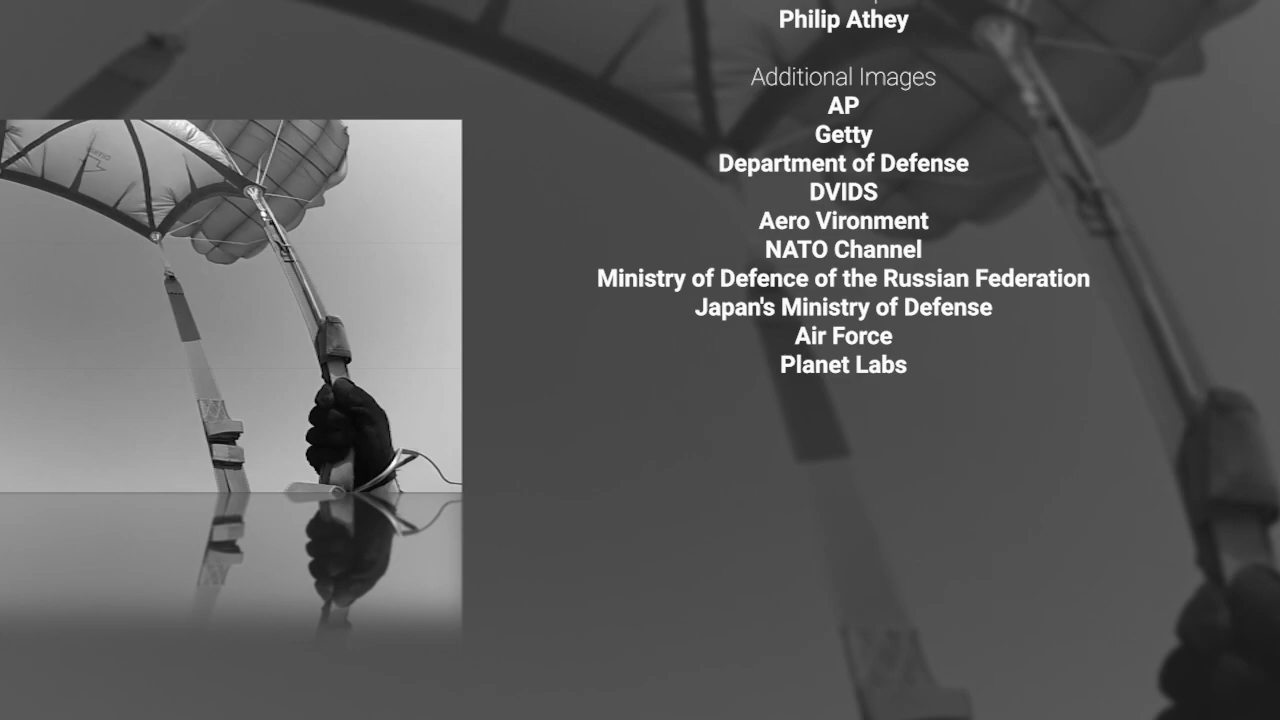 Philip Athey
Additional Images
AP
Getty
Department of Defense
DVIDS
Aero Vironment
NATO Channel
Ministry of Defence of the Russian Federation
Japan's Ministry of Defense
Air Force
Planet Labs